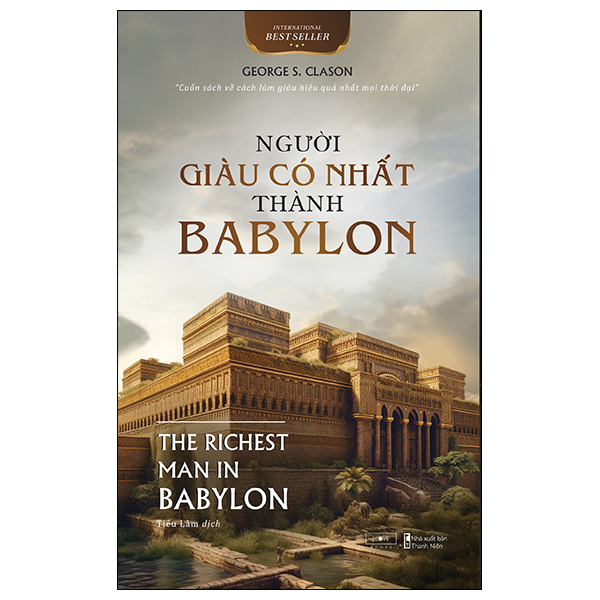 INTERNATIONAL
BESTSELLER
GEORGE S. CLASON
"Cuốn sách về cách làm giàu hiệu quả nhất mọi thời đại"
NGƯỜI
GIÀU CÓ NHẤT
THÀNH
BABYLON
THE RICHEST
MAN IN
BABYLON
Tiểu Lâm dịch
BOOKS
Nhà xuất bản
Thanh Niên